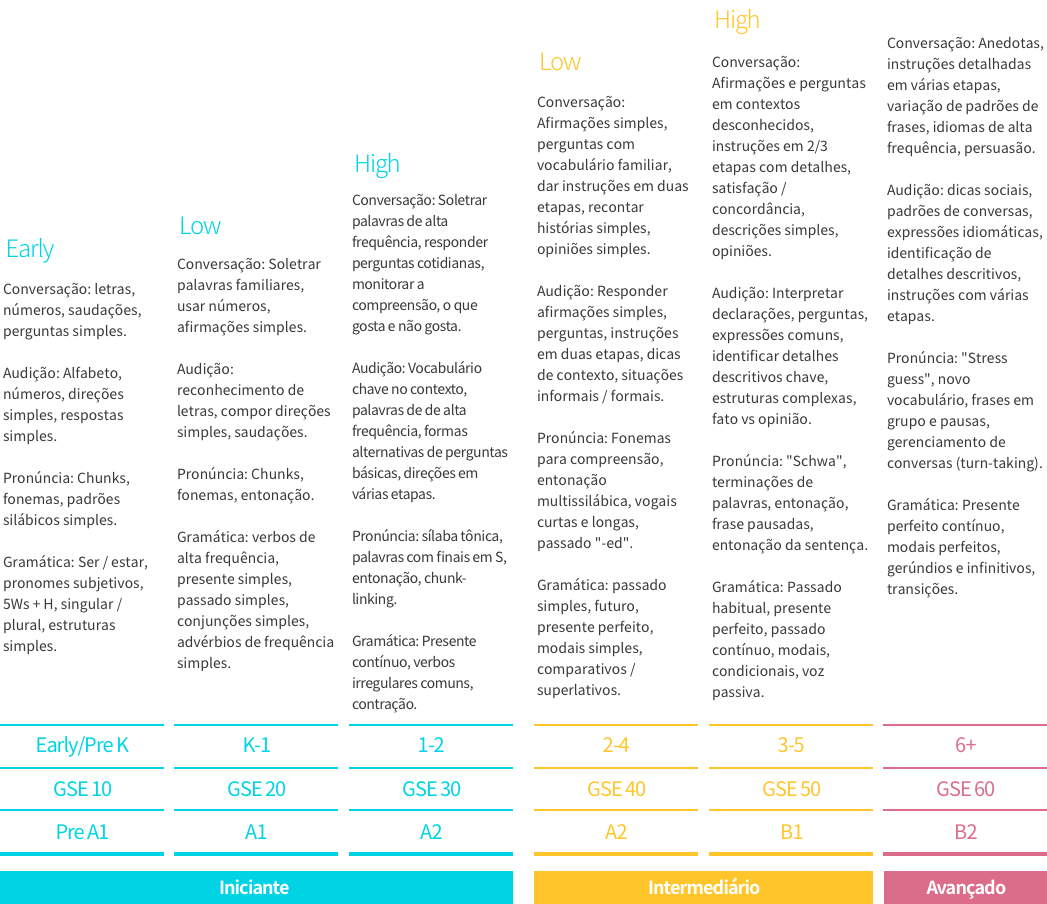 Early
Conversação: letras,
números, saudações,
perguntas simples.
Audição: Alfabeto,
números, direções
simples, respostas
simples.
Pronúncia: Chunks,
fonemas, padrões
silábicos simples.
Gramática: Ser / estar,
pronomes subjetivos,
5Ws + H, singular /
plural, estruturas
simples.
Low
Conversação: Soletrar
palavras familiares,
usar números,
afirmações simples.
Audição:
reconhecimento de
letras, compor direções
simples, saudações.
Pronúncia: Chunks,
fonemas, entonação.
Gramática: verbos de
alta frequência,
presente simples,
passado simples,
conjunções simples,
advérbios de frequência
simples.
High
Conversação: Soletrar
palavras de alta
frequência, responder
perguntas cotidianas,
monitorar a
compreensão, o que
gosta e não gosta.
Audição: Vocabulário
chave no contexto,
palavras de de alta
frequência, formas
alternativas de perguntas
básicas, direções em
várias etapas.
Pronúncia: sílaba tônica,
palavras com finais em S,
entonação, chunk-
linking.
Gramática: Presente
contínuo, verbos
irregulares comuns,
contração.
Low
Conversação:
Afirmações simples,
perguntas com
vocabulário familiar,
dar instruções em duas
etapas, recontar
histórias simples,
opiniões simples.
Audição: Responder
afirmações simples,
perguntas, instruções
em duas etapas, dicas
de contexto, situações
informais / formais.
Pronúncia: Fonemas
para compreensão,
entonação
multissilábica, vogais
curtas e longas,
passado "-ed".
Gramática: passado
simples, futuro,
presente perfeito,
modais simples,
comparativos /
superlativos.
High
Conversação:
Afirmações e perguntas
em contextos
desconhecidos,
instruções em 2/3
etapas com detalhes,
satisfação /
concordância,
descrições simples,
opiniões.
Audição: Interpretar
declarações, perguntas,
expressões comuns,
identificar detalhes
descritivos chave,
estruturas complexas,
fato vs opinião.
Pronúncia: "Schwa",
terminações de
palavras, entonação,
frase pausadas,
entonação da sentença.
Gramática: Passado
habitual, presente
perfeito, passado
contínuo, modais,
condicionais, voz
passiva.
Conversação: Anedotas,
instruções detalhadas
em várias etapas,
variação de padrões de
frases, idiomas de alta
frequência, persuasão.
Audição: dicas sociais,
padrões de conversas,
expressões idiomáticas,
identificação de
detalhes descritivos,
instruções com várias
etapas.
Pronúncia: "Stress
guess", novo
vocabulário, frases em
grupo e pausas,
gerenciamento de
conversas (turn-taking).
Gramática: Presente
perfeito contínuo,
modais perfeitos,
gerúndios e infinitivos,
transições.
Early/Pre K K-1 1-2 2-4 3-5 6+
GSE 10 GSE 20 GSE 30 GSE 40 GSE 50 GSE 60
Pre A1 A1 A2 A2 B1 B2
Iniciante Intermediário Avançado